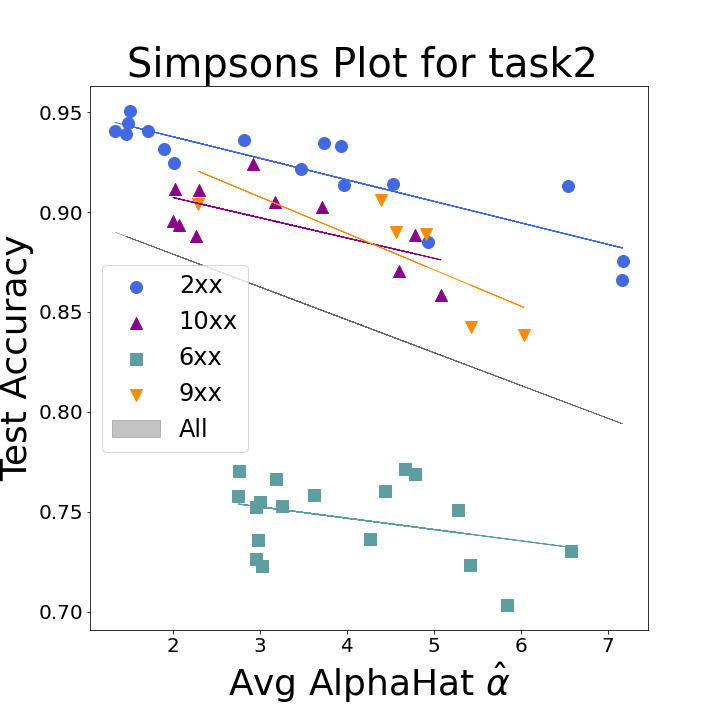 Simpsons Plot for task2
Test Accuracy
0.95
0.90
0.85
0.80
0.75
0.70
2xx
10xx
6xx
9xx
All
2 3 4 5 6 7
Avg AlphaHat α̂